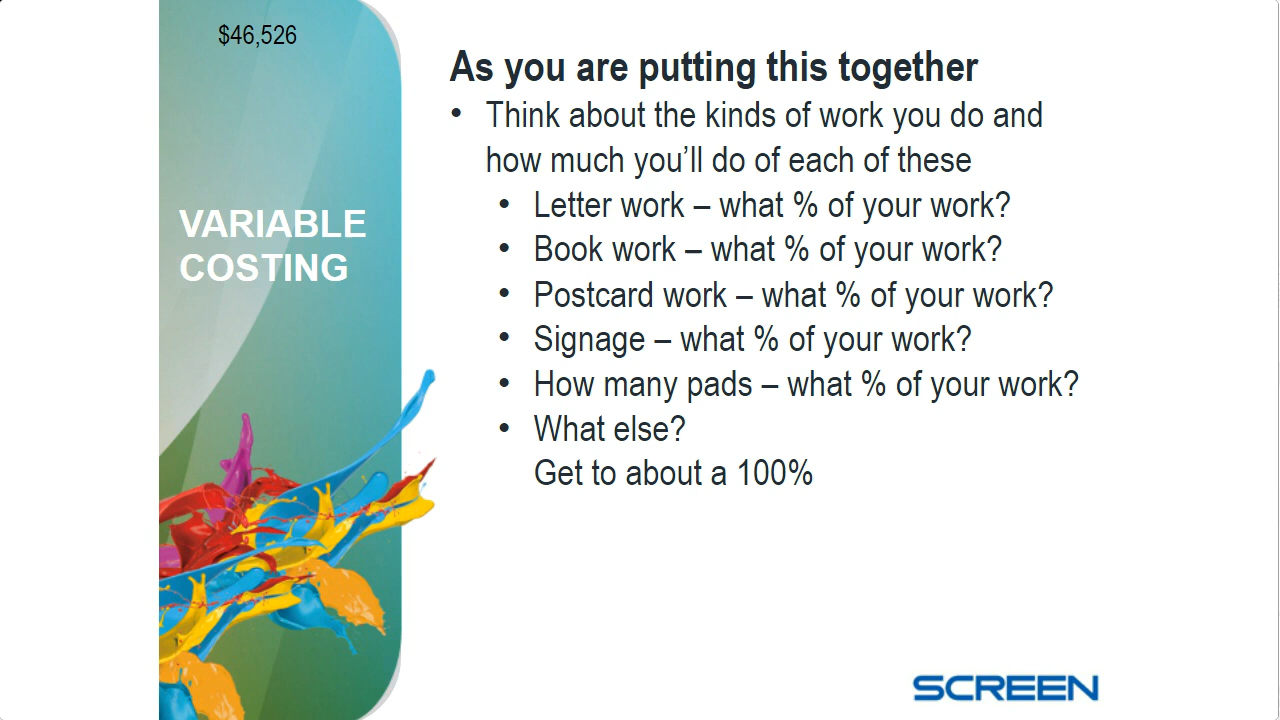 $46,526
VARIABLE
COSTING
As you are putting this together
• Think about the kinds of work you do and
how much you’ll do of each of these
• Letter work – what % of your work?
• Book work – what % of your work?
• Postcard work – what % of your work?
• Signage – what % of your work?
• How many pads – what % of your work?
• What else?
Get to about a 100%
SCREEN